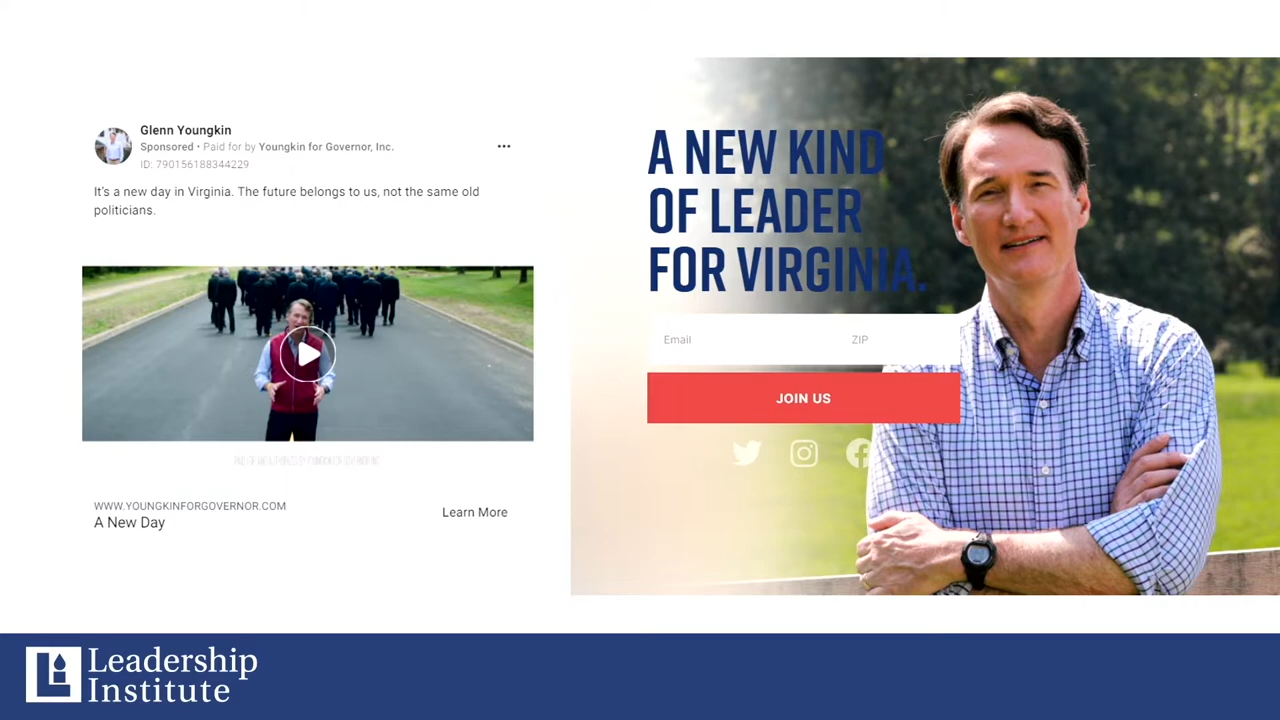 Glenn Youngkin
Sponsored • Paid for by Youngkin for Governor, Inc.
ID: 790156188344229
It's a new day in Virginia. The future belongs to us, not the same old
politicians.
WWW.YOUNGKINFORGOVERNOR.COM
A New Day
Learn More
A NEW KIND
OF LEADER
FOR VIRGINIA.
Email ZIP
JOIN US
Leadership
Institute